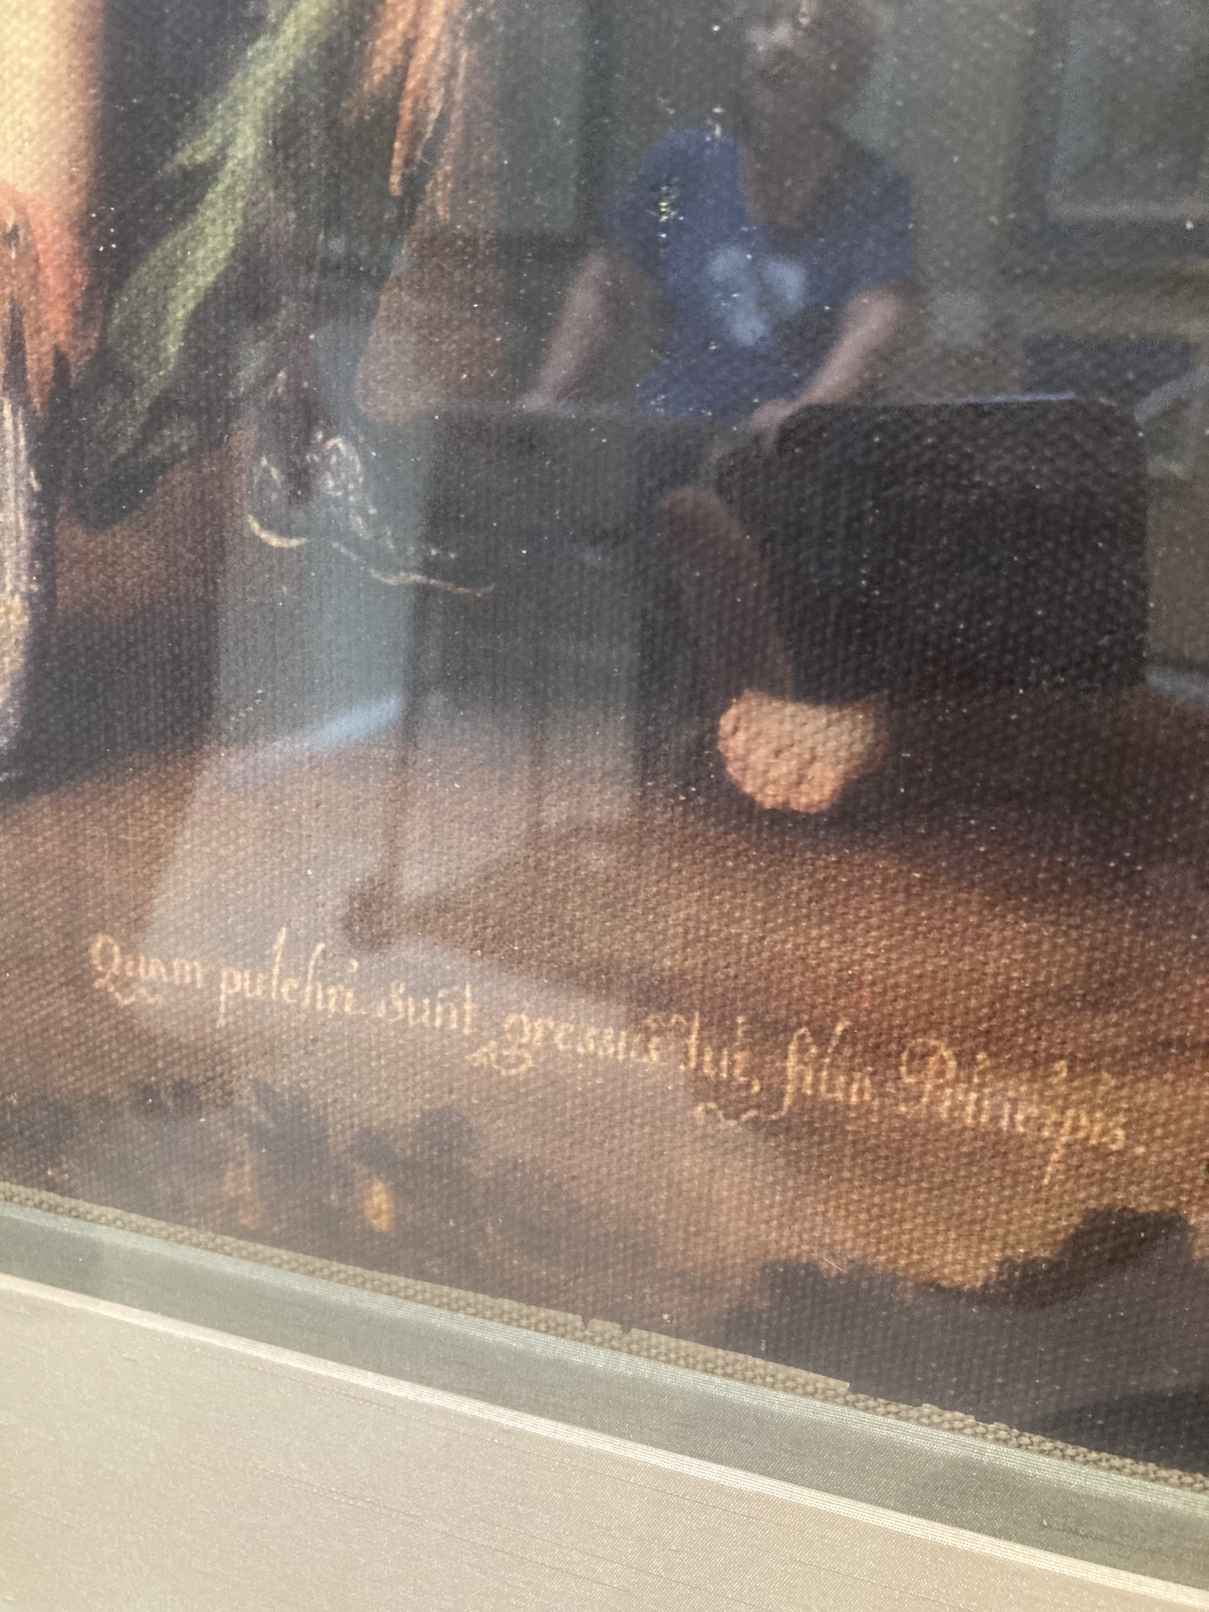 Quam pulchri sunt gressus tui, filia Principis.